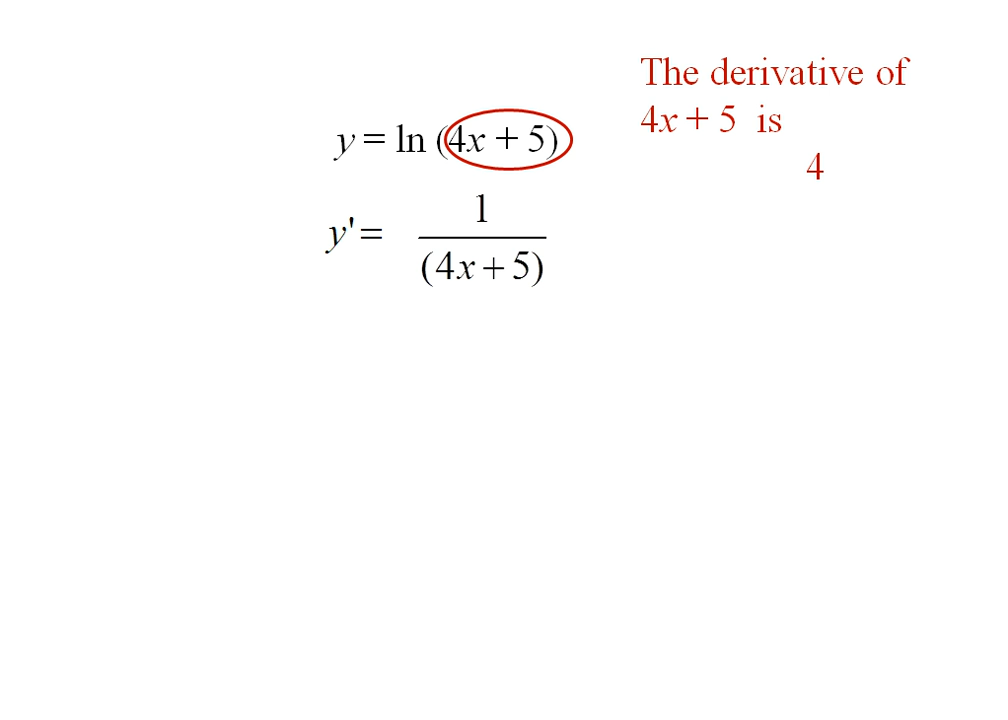 The derivative of
4x + 5 is
4
y = ln (4x + 5)
y' = 1/(4x + 5)